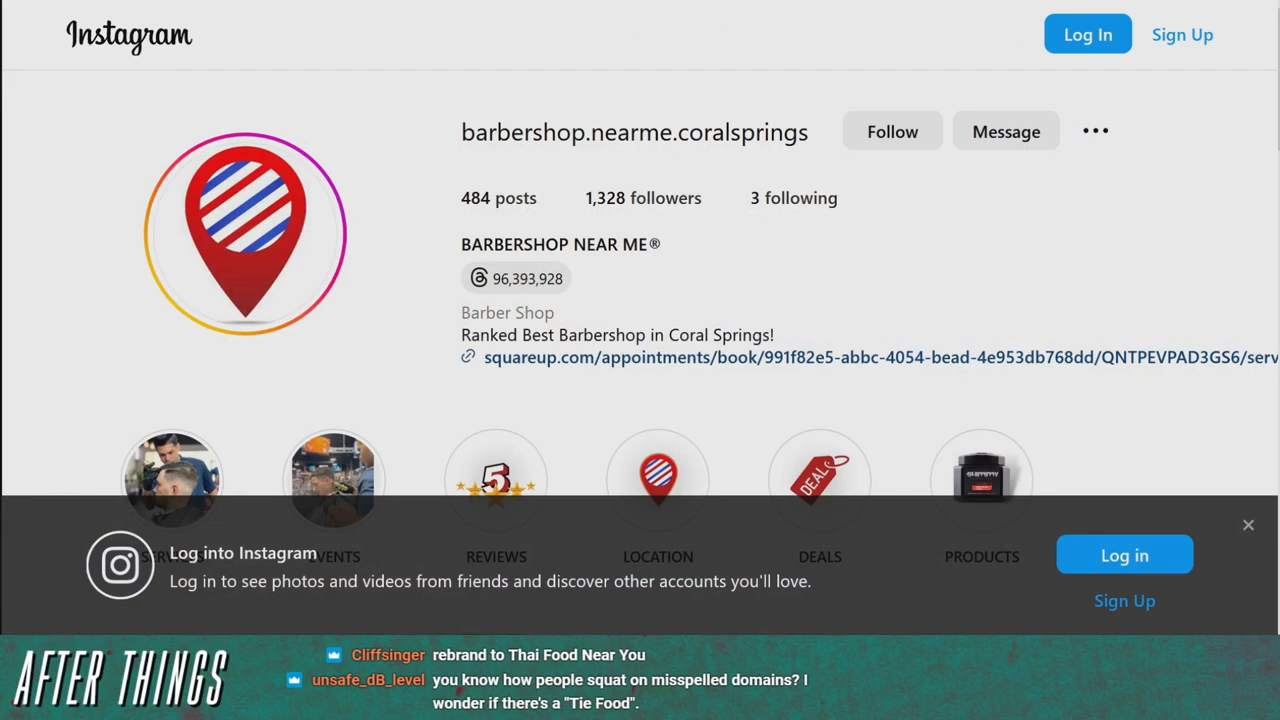 Instagram
Log In
Sign Up
barbershop.nearme.coralsprings
Follow
Message
484 posts
1,328 followers
3 following
BARBERSHOP NEAR ME®
96,393,928
Barber Shop
Ranked Best Barbershop in Coral Springs!
squareup.com/appointments/book/991f82e5-abbc-4054-bead-4e953db768dd/QNTPEVPAD3GS6/serv
5
DEAL
GUMMY
EVENTS
REVIEWS
LOCATION
DEALS
PRODUCTS
Log into Instagram
Log in to see photos and videos from friends and discover other accounts you'll love.
Log in
Sign Up
AFTER THINGS
Cliffsinger rebrand to Thai Food Near You
unsafe_dB_level you know how people squat on misspelled domains? I
wonder if there's a "Tie Food".